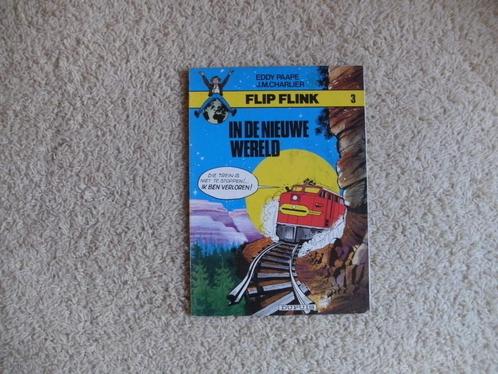 EDDY PAAPE
J.M.CHARLIER
FLIP FLINK 3
IN DE NIEUWE
WERELD
DIE TREIN IS
NIET TE STOPPEN!...
IK BEN VERLOREN!
DUPUIS